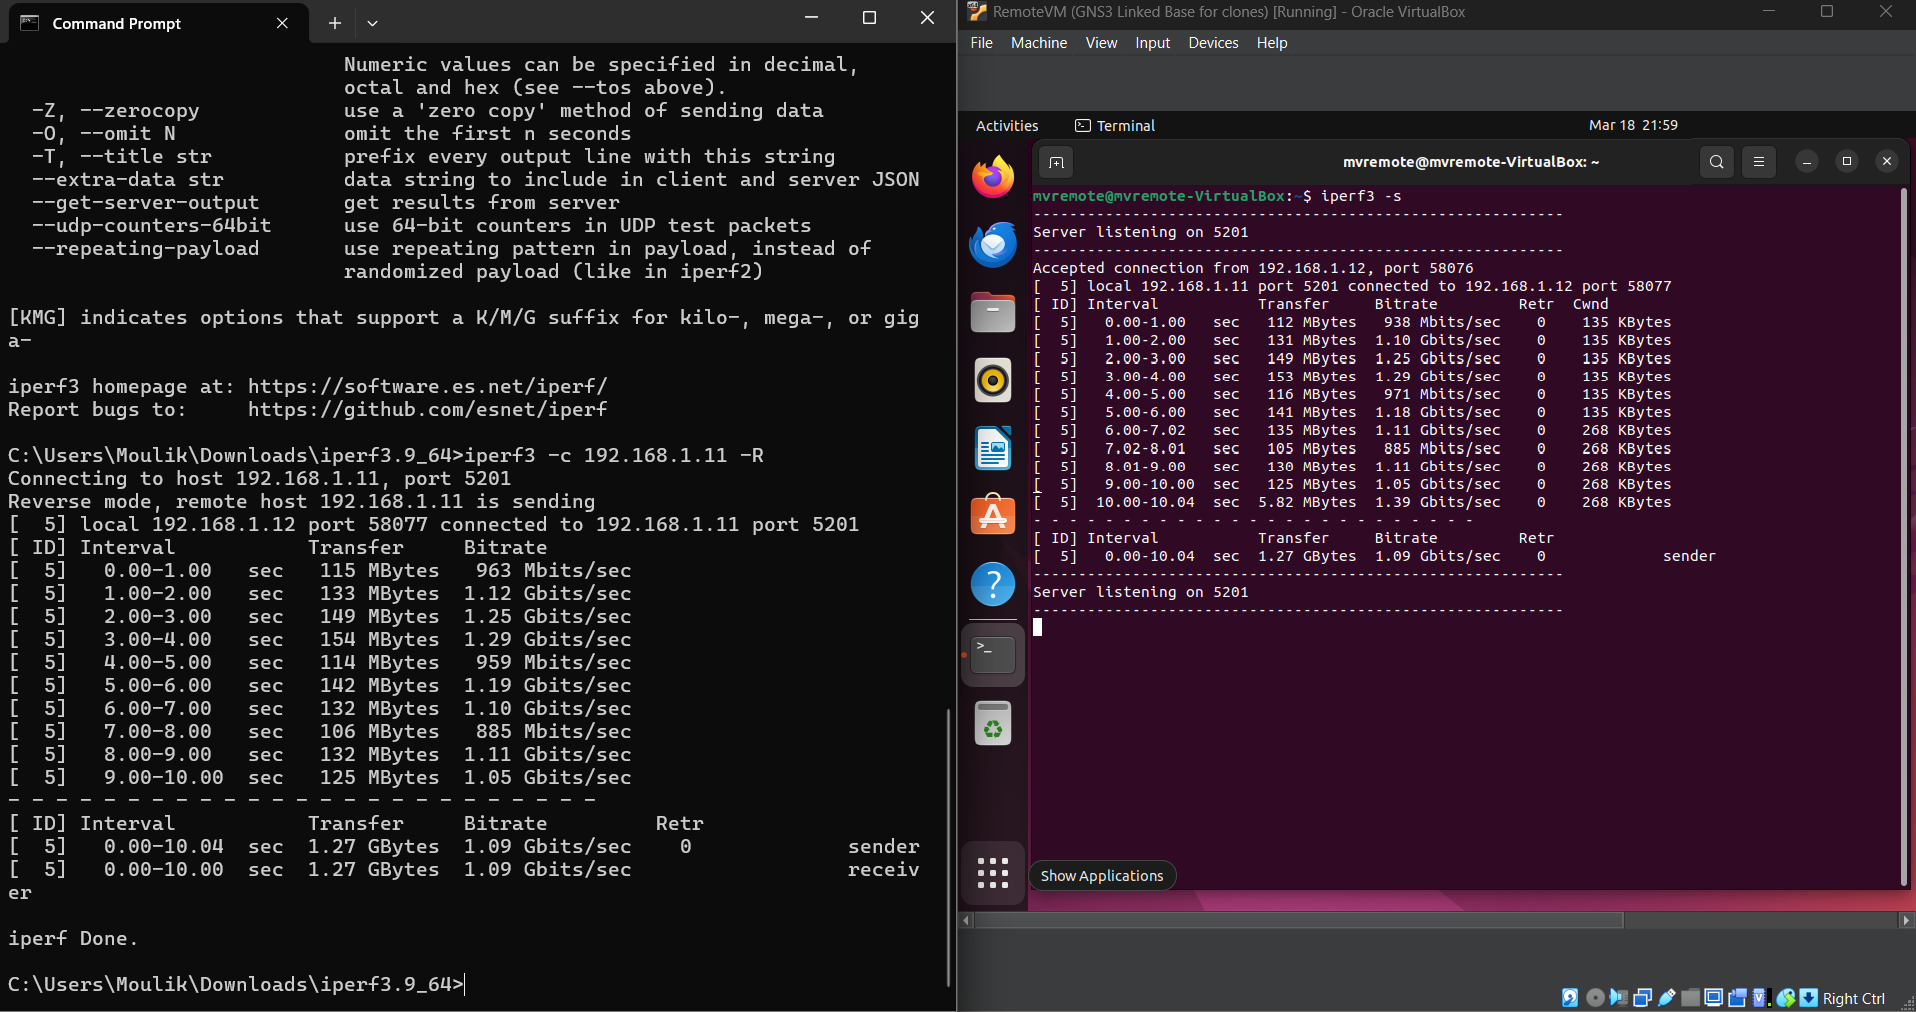 Command Prompt
Numeric values can be specified in decimal,
octal and hex (see --tos above).
-Z, --zerocopy use a 'zero copy' method of sending data
-O, --omit N omit the first n seconds
-T, --title str prefix every output line with this string
--extra-data str data string to include in client and server JSON
--get-server-output get results from server
--udp-counters-64bit use 64-bit counters in UDP test packets
--repeating-payload use repeating pattern in payload, instead of
randomized payload (like in iperf2)
[KMG] indicates options that support a K/M/G suffix for kilo-, mega-, or gig
a-
iperf3 homepage at: https://software.es.net/iperf/
Report bugs to: https://github.com/esnet/iperf
C:\Users\Moulik\Downloads\iperf3.9_64>iperf3 -c 192.168.1.11 -R
Connecting to host 192.168.1.11, port 5201
Reverse mode, remote host 192.168.1.11 is sending
[ 5] local 192.168.1.12 port 58077 connected to 192.168.1.11 port 5201
[ ID] Interval Transfer Bitrate
[ 5] 0.00-1.00 sec 115 MBytes 963 Mbits/sec
[ 5] 1.00-2.00 sec 133 MBytes 1.12 Gbits/sec
[ 5] 2.00-3.00 sec 149 MBytes 1.25 Gbits/sec
[ 5] 3.00-4.00 sec 154 MBytes 1.29 Gbits/sec
[ 5] 4.00-5.00 sec 114 MBytes 959 Mbits/sec
[ 5] 5.00-6.00 sec 142 MBytes 1.19 Gbits/sec
[ 5] 6.00-7.00 sec 132 MBytes 1.10 Gbits/sec
[ 5] 7.00-8.00 sec 106 MBytes 885 Mbits/sec
[ 5] 8.00-9.00 sec 132 MBytes 1.11 Gbits/sec
[ 5] 9.00-10.00 sec 125 MBytes 1.05 Gbits/sec
- - - - - - - - - - - - - - - - - - - - - - - - -
[ ID] Interval Transfer Bitrate Retr
[ 5] 0.00-10.04 sec 1.27 GBytes 1.09 Gbits/sec 0 sender
[ 5] 0.00-10.00 sec 1.27 GBytes 1.09 Gbits/sec receiv
er
iperf Done.
C:\Users\Moulik\Downloads\iperf3.9_64>
RemoteVM (GNS3 Linked Base for clones) [Running] - Oracle VirtualBox
File Machine View Input Devices Help
Activities Terminal Mar 18 21:59
mvremote@mvremote-VirtualBox: ~
mvremote@mvremote-VirtualBox:~$ iperf3 -s
-----------------------------------------------------------
Server listening on 5201
-----------------------------------------------------------
Accepted connection from 192.168.1.12, port 58076
[ 5] local 192.168.1.11 port 5201 connected to 192.168.1.12 port 58077
[ ID] Interval Transfer Bitrate Retr Cwnd
[ 5] 0.00-1.00 sec 112 MBytes 938 Mbits/sec 0 135 KBytes
[ 5] 1.00-2.00 sec 131 MBytes 1.10 Gbits/sec 0 135 KBytes
[ 5] 2.00-3.00 sec 149 MBytes 1.25 Gbits/sec 0 135 KBytes
[ 5] 3.00-4.00 sec 153 MBytes 1.29 Gbits/sec 0 135 KBytes
[ 5] 4.00-5.00 sec 116 MBytes 971 Mbits/sec 0 135 KBytes
[ 5] 5.00-6.00 sec 141 MBytes 1.18 Gbits/sec 0 135 KBytes
[ 5] 6.00-7.02 sec 135 MBytes 1.11 Gbits/sec 0 268 KBytes
[ 5] 7.02-8.01 sec 105 MBytes 885 Mbits/sec 0 268 KBytes
[ 5] 8.01-9.00 sec 130 MBytes 1.11 Gbits/sec 0 268 KBytes
[ 5] 9.00-10.00 sec 125 MBytes 1.05 Gbits/sec 0 268 KBytes
[ 5] 10.00-10.04 sec 5.82 MBytes 1.39 Gbits/sec 0 268 KBytes
- - - - - - - - - - - - - - - - - - - - - - - - -
[ ID] Interval Transfer Bitrate Retr
[ 5] 0.00-10.04 sec 1.27 GBytes 1.09 Gbits/sec 0 sender
-----------------------------------------------------------
Server listening on 5201
-----------------------------------------------------------
Show Applications
Right Ctrl